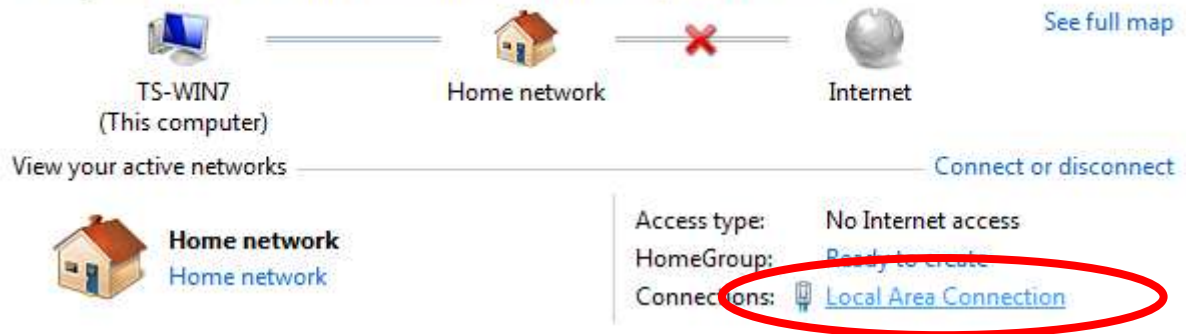 See full map
TS-WIN7
(This computer)
Home network
Internet
View your active networks
Connect or disconnect
Home network
Home network
Access type: No Internet access
HomeGroup: Ready to create
Connections: Local Area Connection